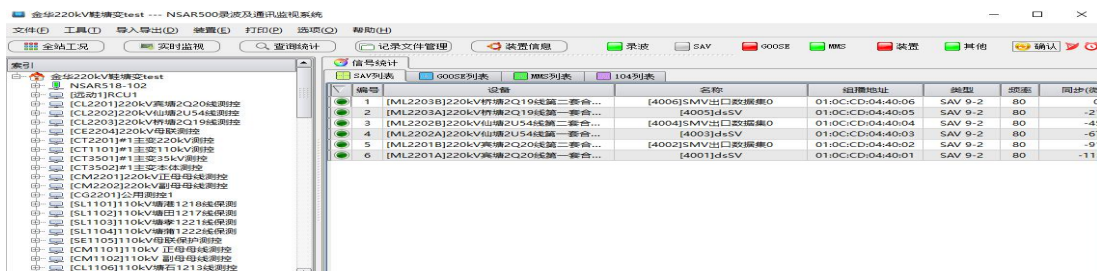 金华220kV鞋塘变test --- NSAR500录波及通讯监视系统
文件(F) 工具(T) 导入导出(D) 装置(E) 打印(P) 选项(O) 帮助(H)
全站工况 实时监视 查询统计 记录文件管理 装置信息 录波 SAV GOOSE MMS 装置 其他 确认
索引
信号统计
金华220kV鞋塘变test
SAV列表 GOOSE列表 MMS列表 104列表
NSAR518-102
[远动1]RCU1
[CL2201]220kV宾塘2Q20线测控
[CL2202]220kV仙塘2U54线测控
[CL2203]220kV桥塘2Q19线测控
[CE2204]220kV母联测控
[CT2201]#1主变220kV测控
[CT1101]#1主变110kV测控
[CT3501]#1主变35kV测控
[CT3502]#1主变本体测控
[CM2201]220kV正母母线测控
[CM2202]220kV副母母线测控
[CG2201]公用测控1
[SL1101]110kV塘港1218线保测
[SL1102]110kV塘田1217线保测
[SL1103]110kV塘孝1221线保测
[SL1104]110kV塘湖1222线保测
[SE1105]110kV母联保护测控
[CM1101]110kV 正母母线测控
[CM1102]110kV 副母母线测控
[CL1106]110kV塘石1213线测控
编号 设备 名称 组播地址 类型 频率 同步(微
1 [ML2203B]220kV桥塘2Q19线第二套合... [4006]SMV出口数据集0 01:0C:CD:04:40:06 SAV 9-2 80 0
2 [ML2203A]220kV桥塘2Q19线第一套合... [4005]dsSV 01:0C:CD:04:40:05 SAV 9-2 80 -2
3 [ML2202B]220kV仙塘2U54线第二套合... [4004]SMV出口数据集0 01:0C:CD:04:40:04 SAV 9-2 80 -4
4 [ML2202A]220kV仙塘2U54线第一套合... [4003]dsSV 01:0C:CD:04:40:03 SAV 9-2 80 -6
5 [ML2201B]220kV宾塘2Q20线第二套合... [4002]SMV出口数据集0 01:0C:CD:04:40:02 SAV 9-2 80 -9
6 [ML2201A]220kV宾塘2Q20线第一套合... [4001]dsSV 01:0C:CD:04:40:01 SAV 9-2 80 -11